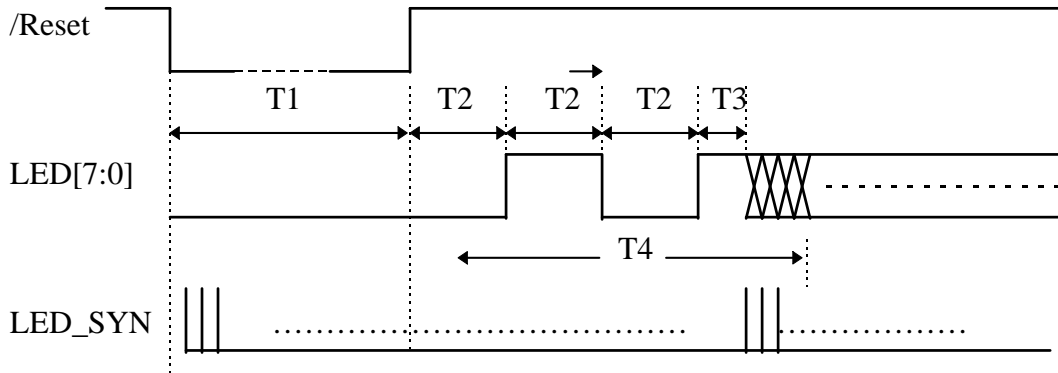 /Reset
T1 T2 T2 T2 T3
LED[7:0]
T4
LED_SYN